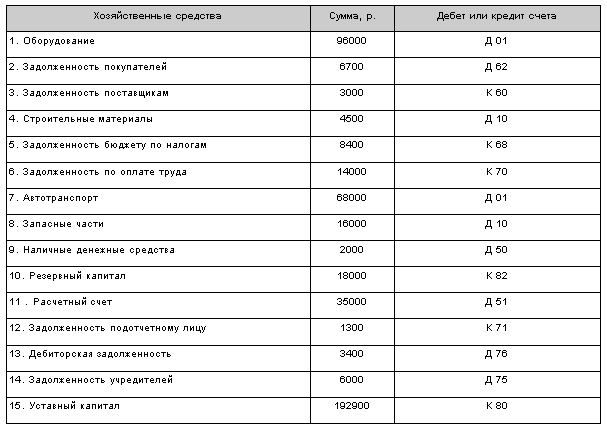 Хозяйственные средства Сумма, р. Дебет или кредит счета
1. Оборудование 96000 Д 01
2. Задолженность покупателей 6700 Д 62
3. Задолженность поставщикам 3000 К 60
4. Строительные материалы 4500 Д 10
5. Задолженность бюджету по налогам 8400 К 68
6. Задолженность по оплате труда 14000 К 70
7. Автотранспорт 68000 Д 01
8. Запасные части 16000 Д 10
9. Наличные денежные средства 2000 Д 50
10. Резервный капитал 18000 К 82
11 . Расчетный счет 35000 Д 51
12. Задолженность подотчетному лицу 1300 К 71
13. Дебиторская задолженность 3400 Д 76
14. Задолженность учредителей 6000 Д 75
15. Уставный капитал 192900 К 80